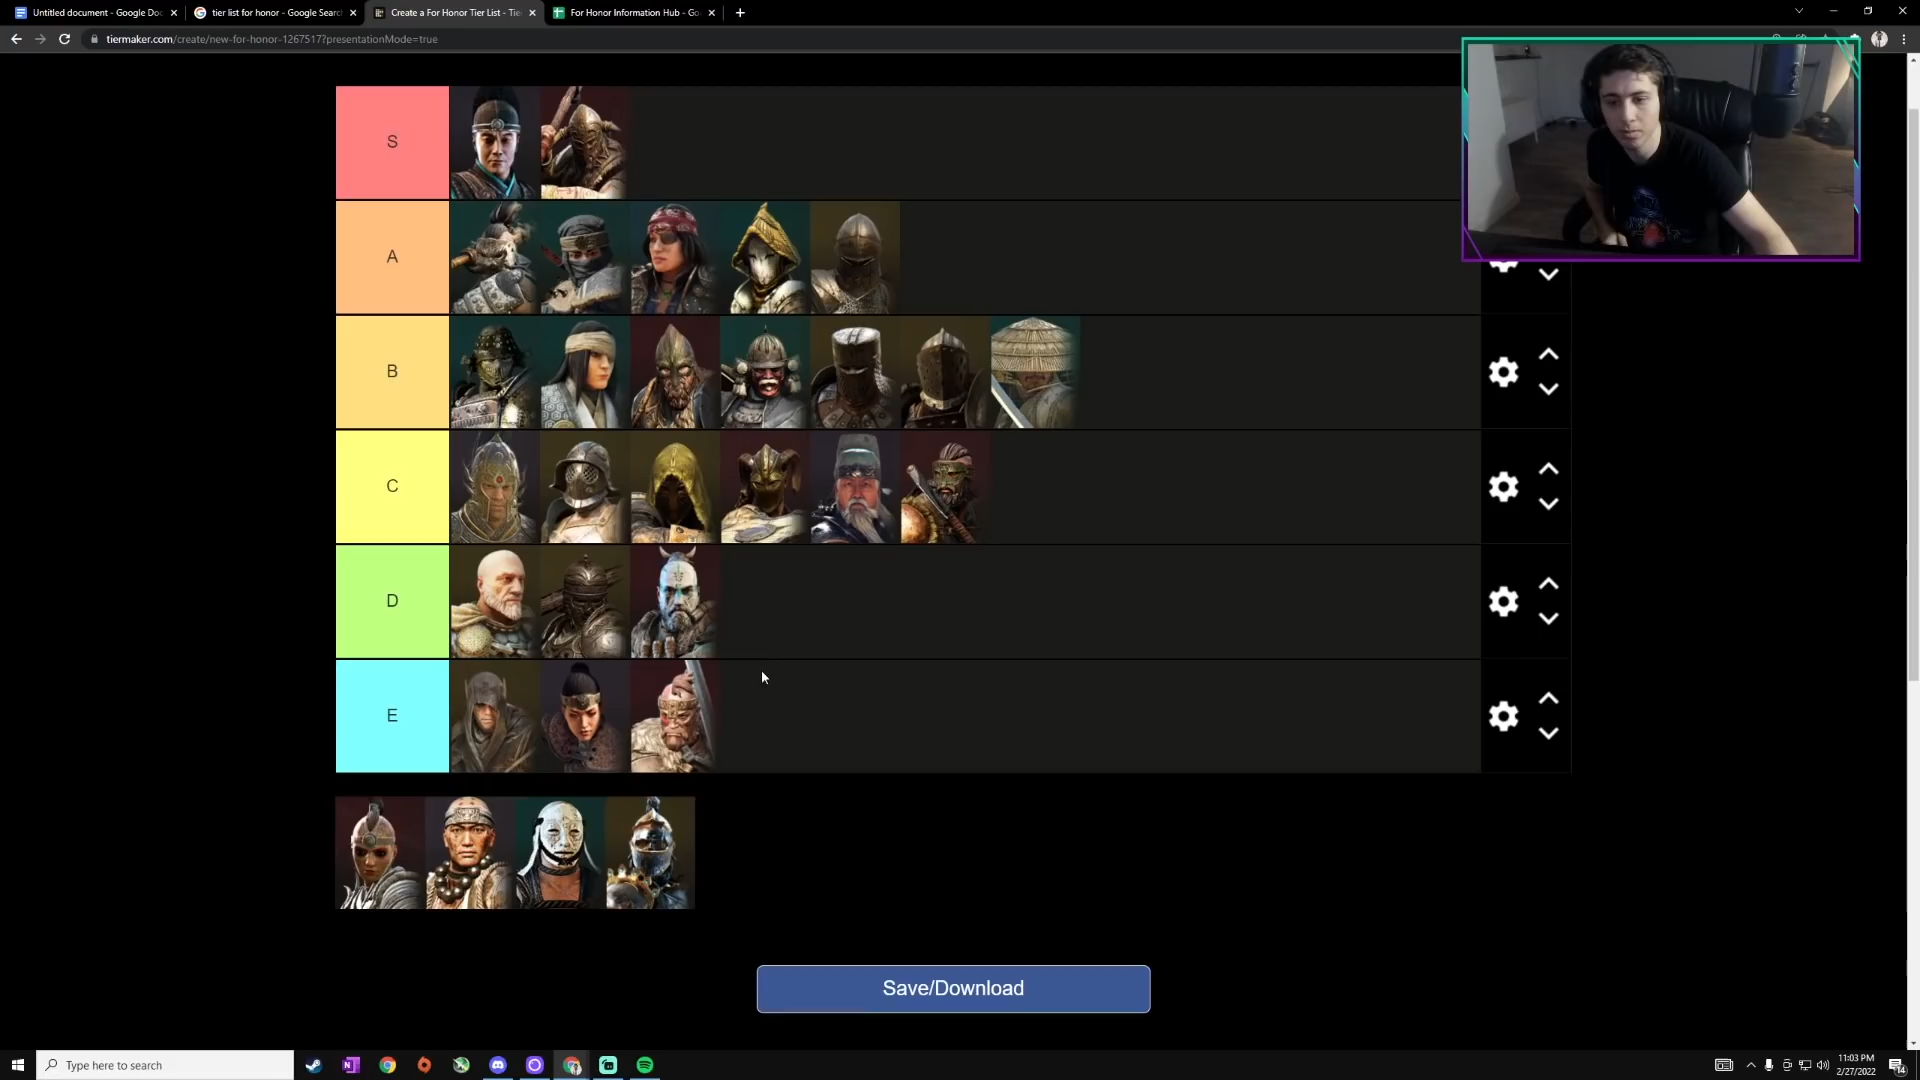 Untitled document - Google Doc
tier list for honor - Google Search
Create a For Honor Tier List - Tie
For Honor Information Hub - Go
tiermaker.com/create/new-for-honor-1267517?presentationMode=true
S
A
B
C
D
E
Save/Download
Type here to search
11:03 PM
2/27/2022
14